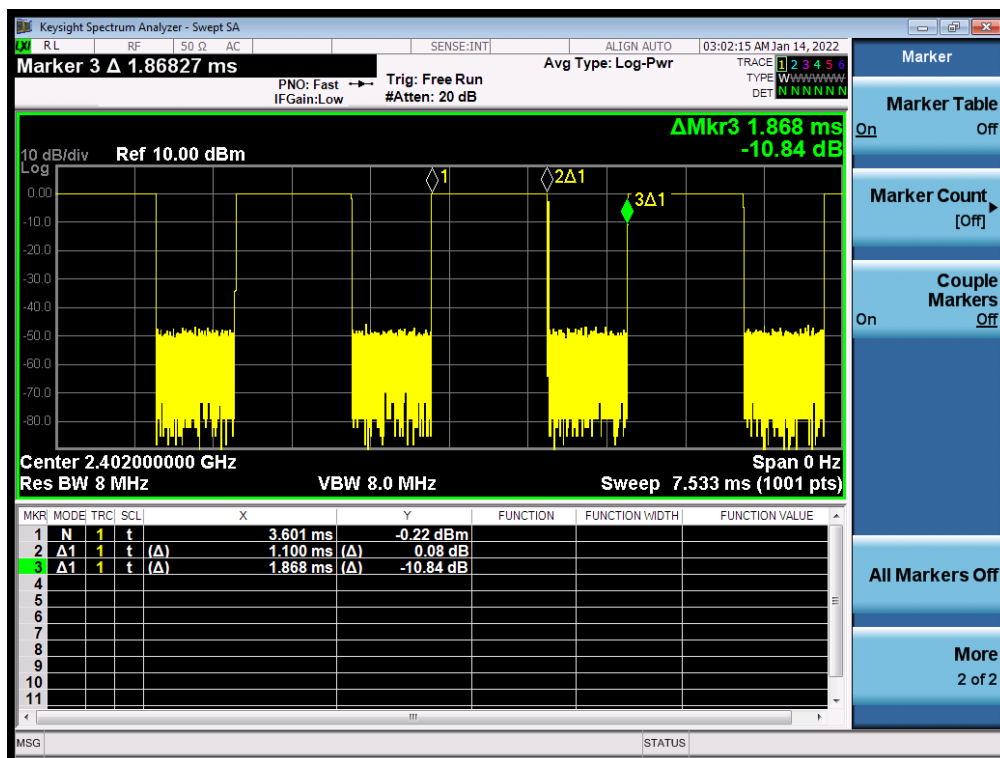 Keysight Spectrum Analyzer - Swept SA
LXI RL RF 50 Ω AC SENSE:INT ALIGN AUTO 03:02:15 AM Jan 14, 2022
Marker 3 Δ 1.86827 ms
PNO: Fast
IFGain:Low
Trig: Free Run
#Atten: 20 dB
Avg Type: Log-Pwr
TRACE 1 2 3 4 5 6
TYPE W WWWWW
DET N N N N N N
ΔMkr3 1.868 ms
-10.84 dB
10 dB/div Ref 10.00 dBm
Log
1
2Δ1
3Δ1
0.00
-10.0
-20.0
-30.0
-40.0
-50.0
-60.0
-70.0
-80.0
Center 2.402000000 GHz Span 0 Hz
Res BW 8 MHz VBW 8.0 MHz Sweep 7.533 ms (1001 pts)
MKR MODE TRC SCL X Y FUNCTION FUNCTION WIDTH FUNCTION VALUE
1 N 1 t 3.601 ms -0.22 dBm
2 Δ1 1 t (Δ) 1.100 ms (Δ) 0.08 dB
3 Δ1 1 t (Δ) 1.868 ms (Δ) -10.84 dB
4
5
6
7
8
9
10
11
MSG STATUS
Marker
Marker Table
On Off
Marker Count
[Off]
Couple
Markers
On Off
All Markers Off
More
2 of 2